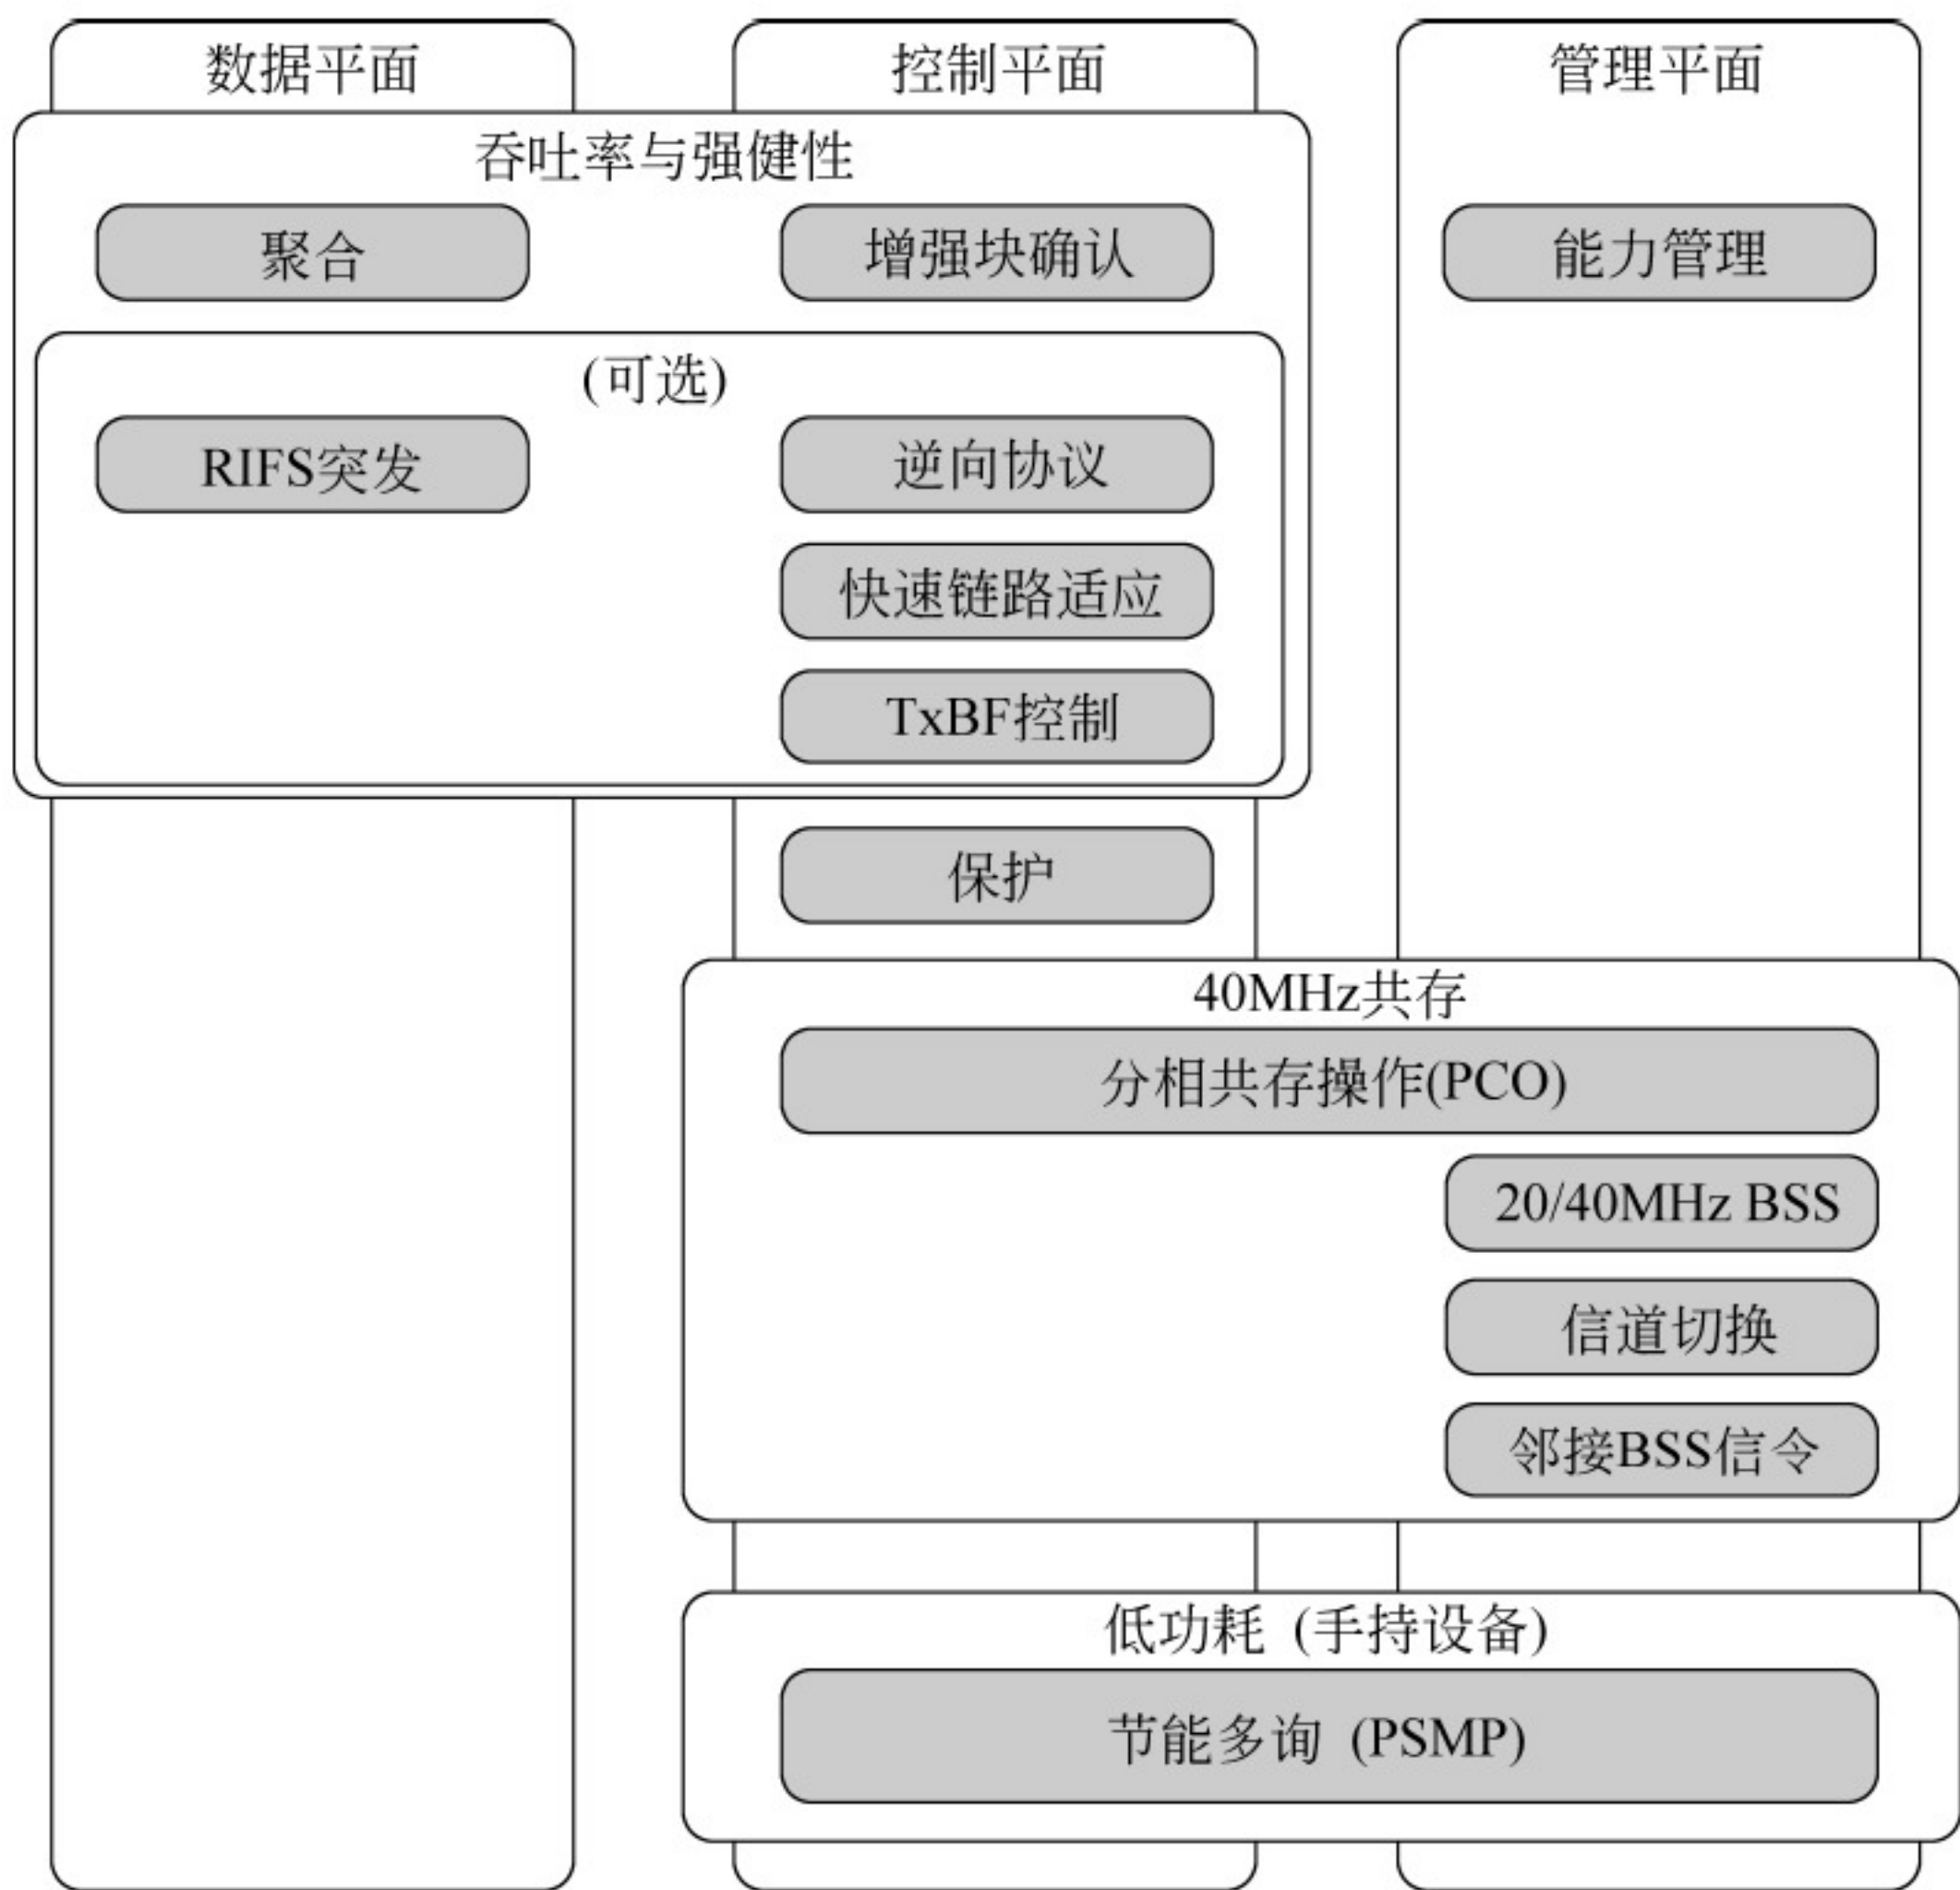 数据平面
控制平面
管理平面
吞吐率与强健性
聚合
增强块确认
能力管理
(可选)
RIFS突发
逆向协议
快速链路适应
TxBF控制
保护
40MHz共存
分相共存操作(PCO)
20/40MHz BSS
信道切换
邻接BSS信令
低功耗 (手持设备)
节能多询 (PSMP)